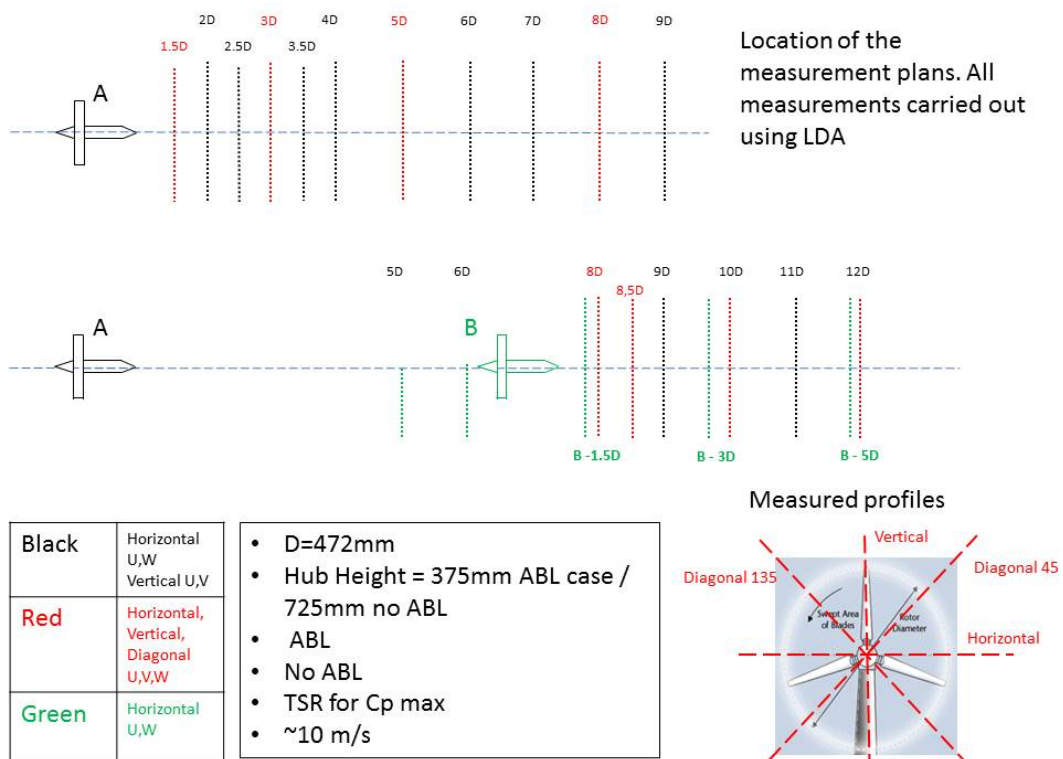 2D
3D
4D
5D
6D
7D
8D
9D
1.5D
2.5D
3.5D
A
Location of the
measurement plans. All
measurements carried out
using LDA
5D
6D
8D
9D
10D
11D
12D
8,5D
A
B
B -1.5D
B - 3D
B - 5D
Black
Horizontal
U,W
Vertical U,V
Red
Horizontal,
Vertical,
Diagonal
U,V,W
Green
Horizontal
U,W
• D=472mm
• Hub Height = 375mm ABL case /
725mm no ABL
• ABL
• No ABL
• TSR for Cp max
• ~10 m/s
Measured profiles
Vertical
Diagonal 135
Diagonal 45
Swept Area
of Blades
Rotor
Diameter
Horizontal